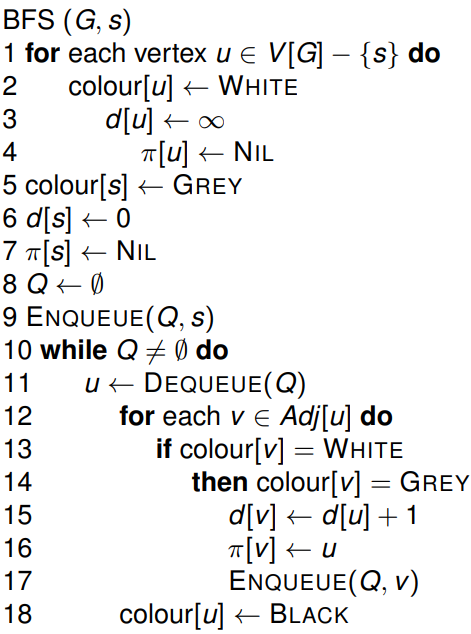 BFS (G, s)
1 for each vertex u ∈ V[G] − {s} do
2 colour[u] ← WHITE
3 d[u] ← ∞
4 π[u] ← NIL
5 colour[s] ← GREY
6 d[s] ← 0
7 π[s] ← NIL
8 Q ← ∅
9 ENQUEUE(Q, s)
10 while Q ≠ ∅ do
11 u ← DEQUEUE(Q)
12 for each v ∈ Adj[u] do
13 if colour[v] = WHITE
14 then colour[v] = GREY
15 d[v] ← d[u] + 1
16 π[v] ← u
17 ENQUEUE(Q, v)
18 colour[u] ← BLACK